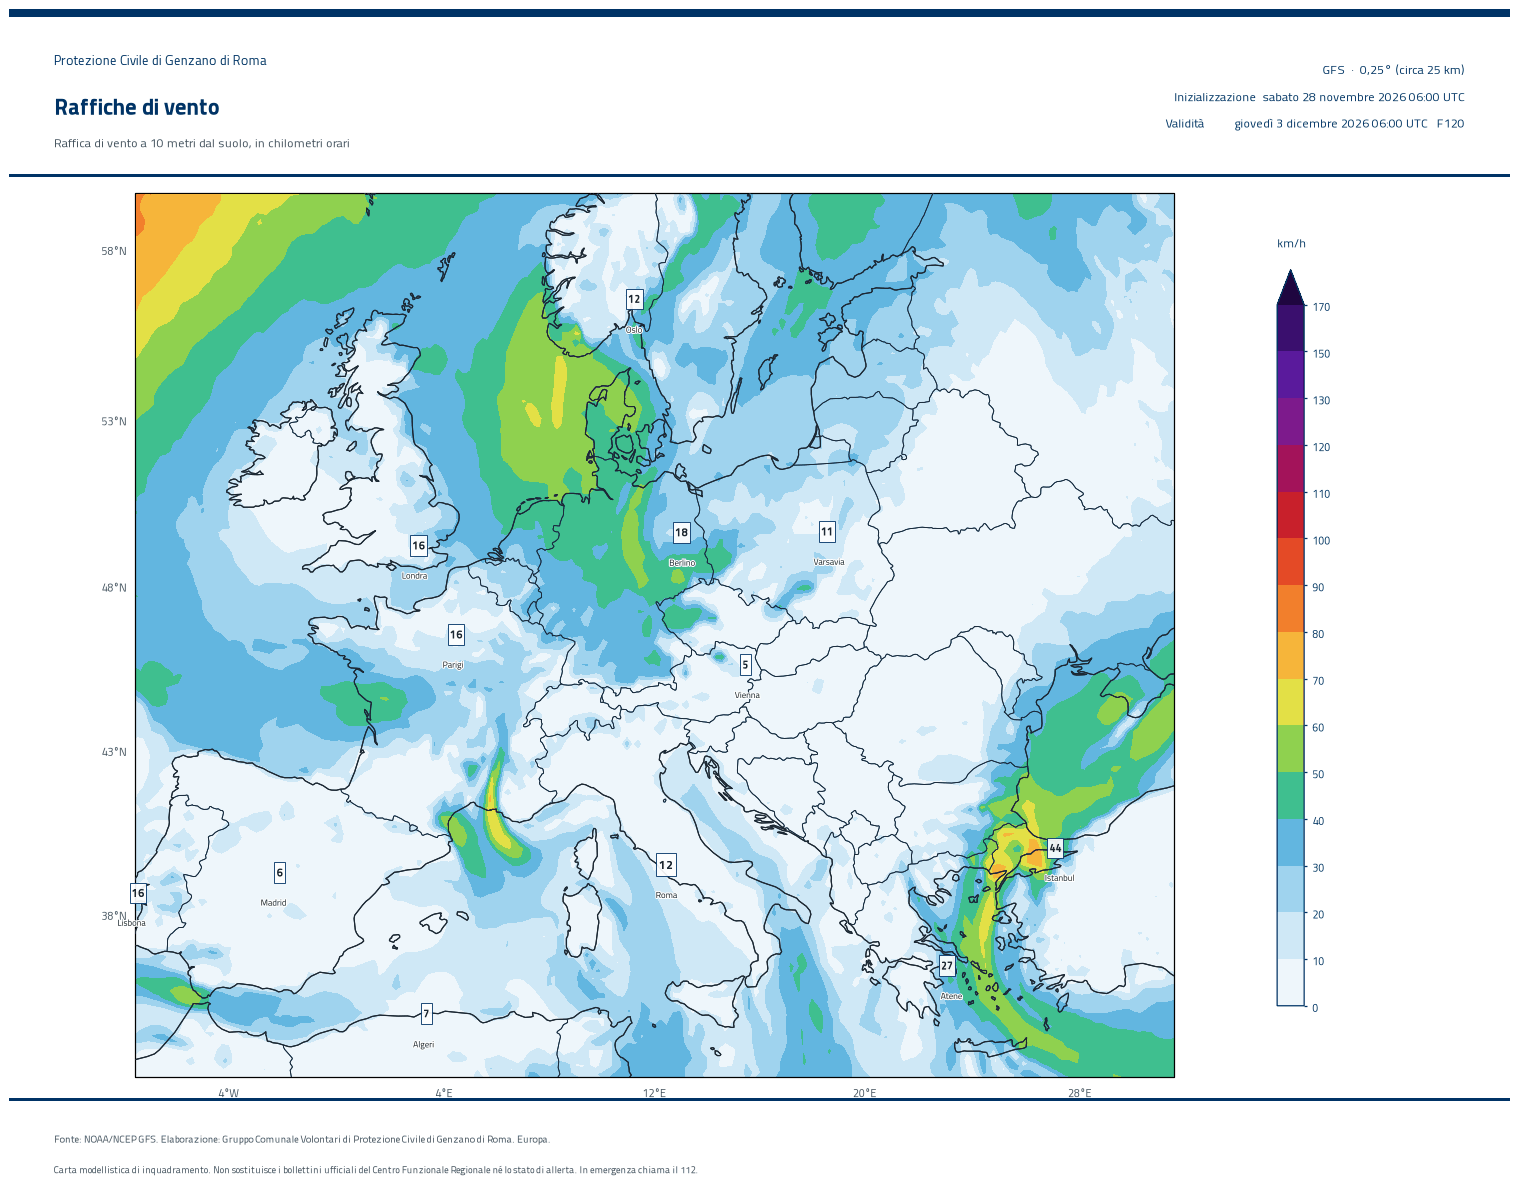 Protezione Civile di Genzano di Roma
Raffiche di vento
Raffica di vento a 10 metri dal suolo, in chilometri orari
GFS · 0,25° (circa 25 km)
Inizializzazione sabato 28 novembre 2026 06:00 UTC
Validità giovedì 3 dicembre 2026 06:00 UTC F120
58°N
53°N
48°N
43°N
38°N
4°W
4°E
12°E
20°E
28°E
12
Oslo
16
Londra
18
Berlino
11
Varsavia
16
Parigi
5
Vienna
44
Istanbul
12
Roma
6
Madrid
16
Lisbona
27
Atene
7
Algeri
km/h
170
150
130
120
110
100
90
80
70
60
50
40
30
20
10
0
Fonte: NOAA/NCEP GFS. Elaborazione: Gruppo Comunale Volontari di Protezione Civile di Genzano di Roma. Europa.
Carta modellistica di inquadramento. Non sostituisce i bollettini ufficiali del Centro Funzionale Regionale né lo stato di allerta. In emergenza chiama il 112.